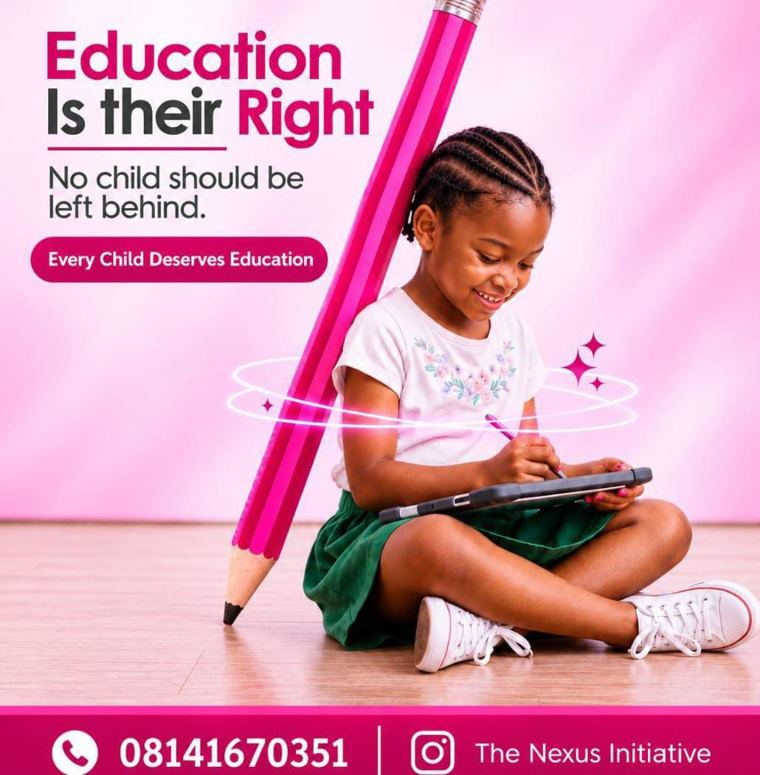 Education
Is their Right
No child should be
left behind.
Every Child Deserves Education
08141670351
The Nexus Initiative